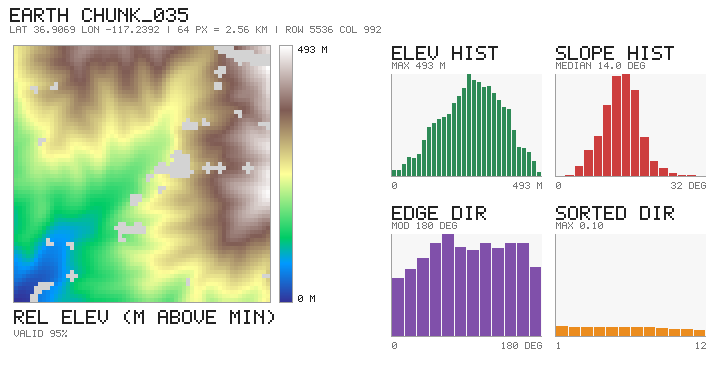 EARTH CHUNK_035
LAT 36.9069 LON -117.2392 | 64 PX = 2.56 KM | ROW 5536 COL 992
493 M
0 M
REL ELEV (M ABOVE MIN)
VALID 95%
ELEV HIST
MAX 493 M
0 493 M
SLOPE HIST
MEDIAN 14.0 DEG
0 32 DEG
EDGE DIR
MOD 180 DEG
0 180 DEG
SORTED DIR
MAX 0.10
1 12